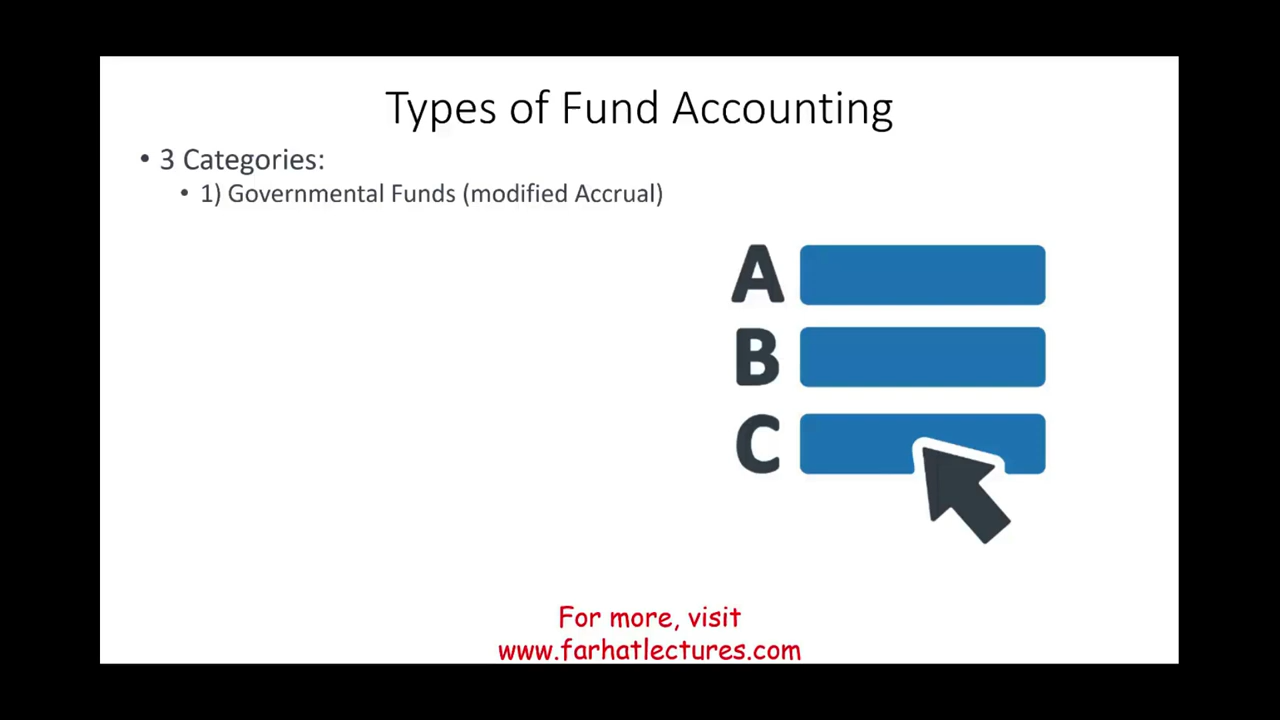 Types of Fund Accounting
• 3 Categories:
• 1) Governmental Funds (modified Accrual)
A
B
C
For more, visit
www.farhatlectures.com